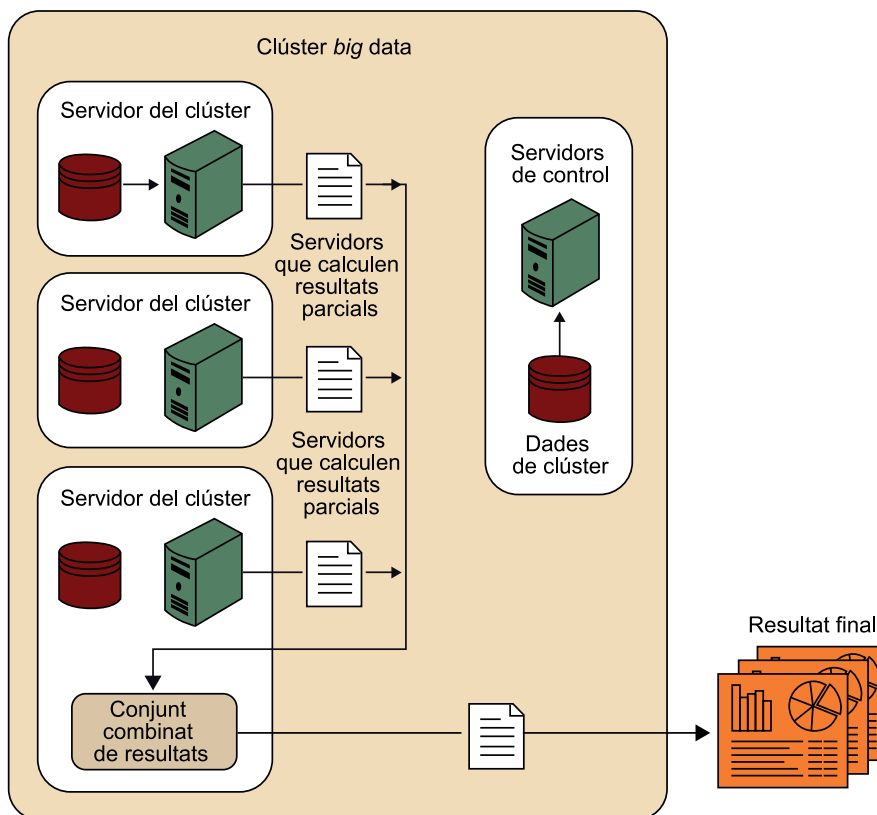 Clúster big data
Servidor del clúster
Servidors
de control
Servidors
que calculen
resultats
parcials
Servidor del clúster
Dades
de clúster
Servidors
que calculen
resultats
parcials
Servidor del clúster
Resultat final
Conjunt
combinat
de resultats